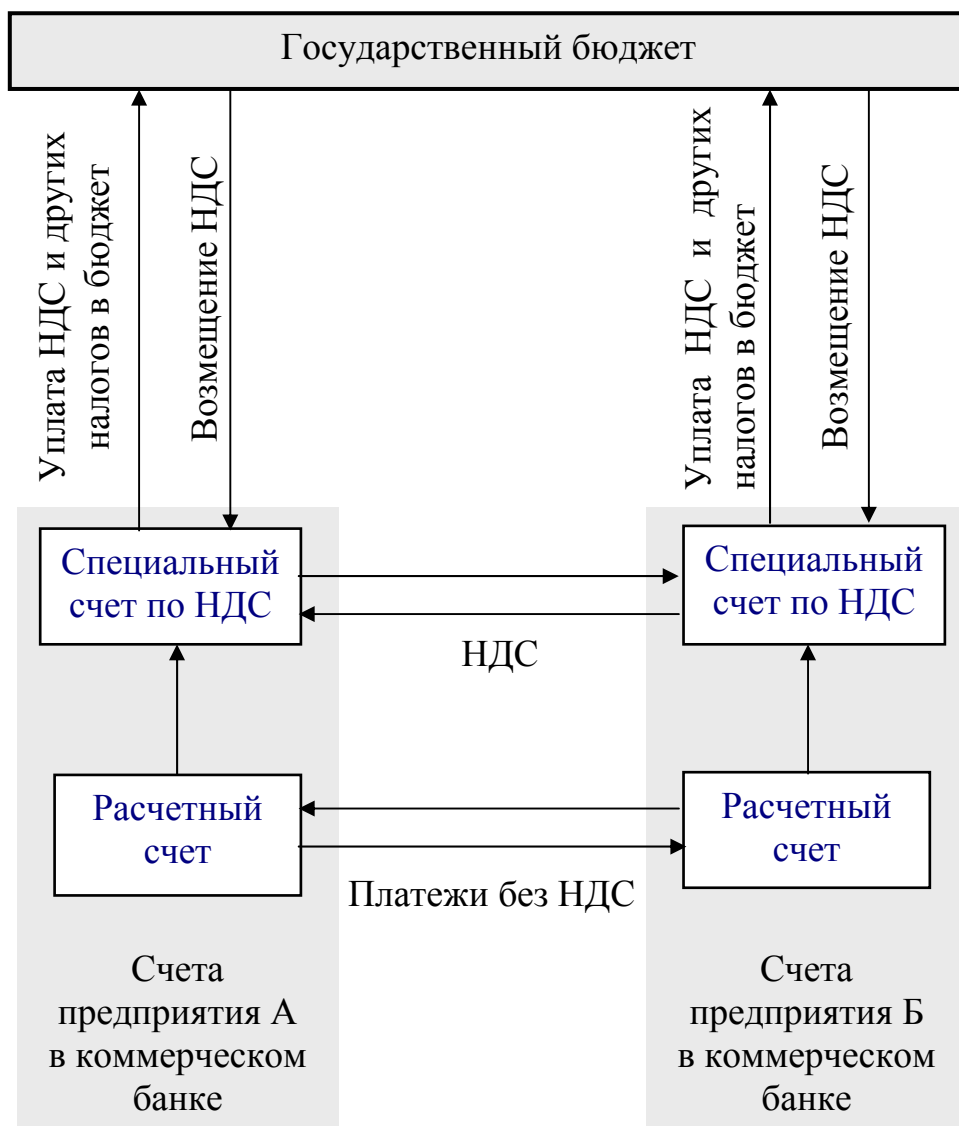 Государственный бюджет
Уплата НДС и других
налогов в бюджет
Возмещение НДС
Уплата НДС и других
налогов в бюджет
Возмещение НДС
Специальный
счет по НДС
Специальный
счет по НДС
НДС
Расчетный
счет
Расчетный
счет
Платежи без НДС
Счета
предприятия А
в коммерческом
банке
Счета
предприятия Б
в коммерческом
банке